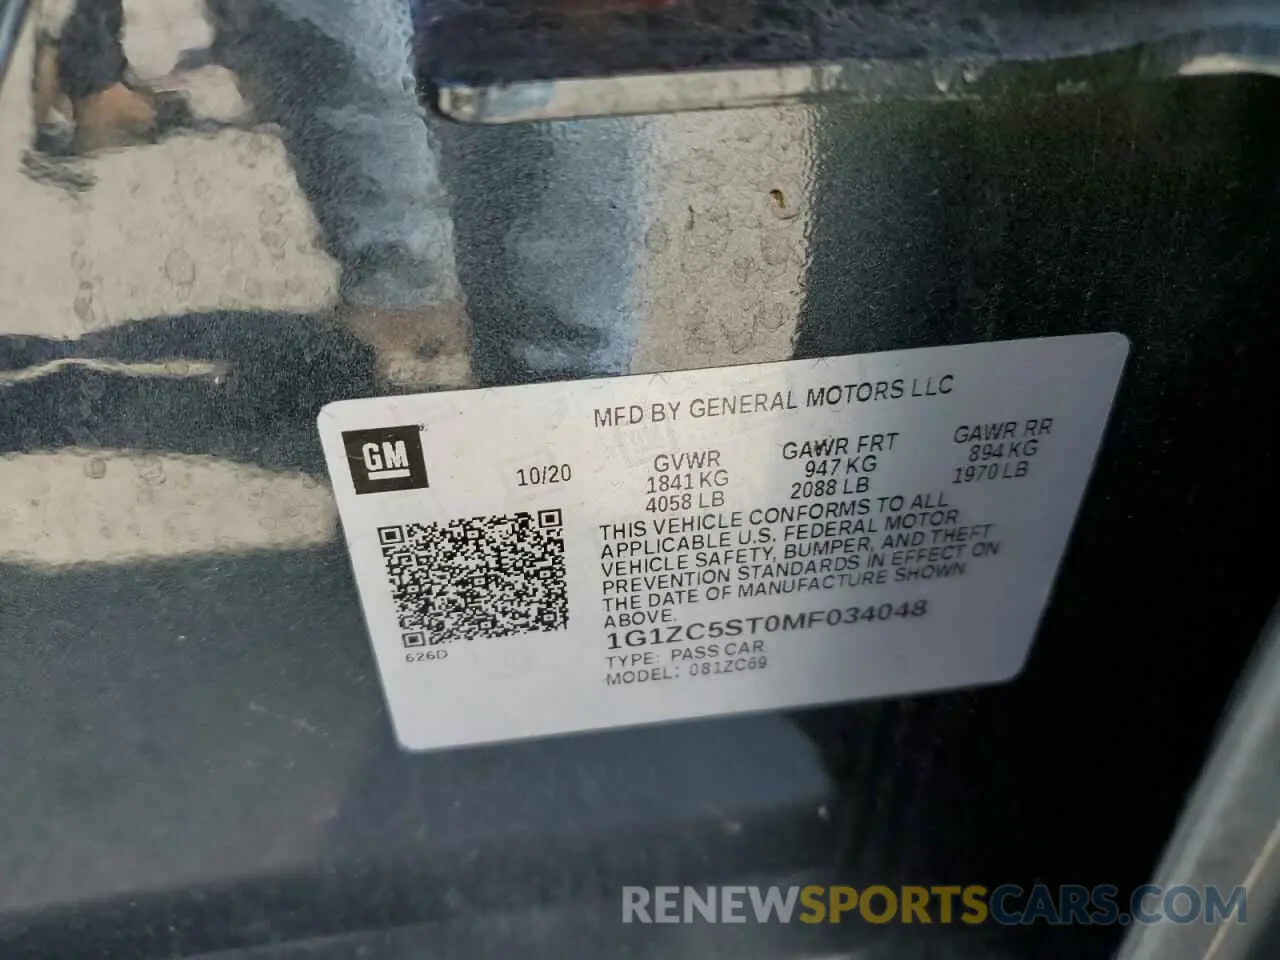 MFD BY GENERAL MOTORS LLC
GM
10/20
GVWR
1841 KG
4058 LB
GAWR FRT
947 KG
2088 LB
GAWR RR
894 KG
1970 LB
THIS VEHICLE CONFORMS TO ALL
APPLICABLE U.S. FEDERAL MOTOR
VEHICLE SAFETY, BUMPER, AND THEFT
PREVENTION STANDARDS IN EFFECT ON
THE DATE OF MANUFACTURE SHOWN
ABOVE.
1G1ZC5ST0MF034048
TYPE: PASS CAR
MODEL: 081ZC69
626D
RENEWSPORTSCARS.COM